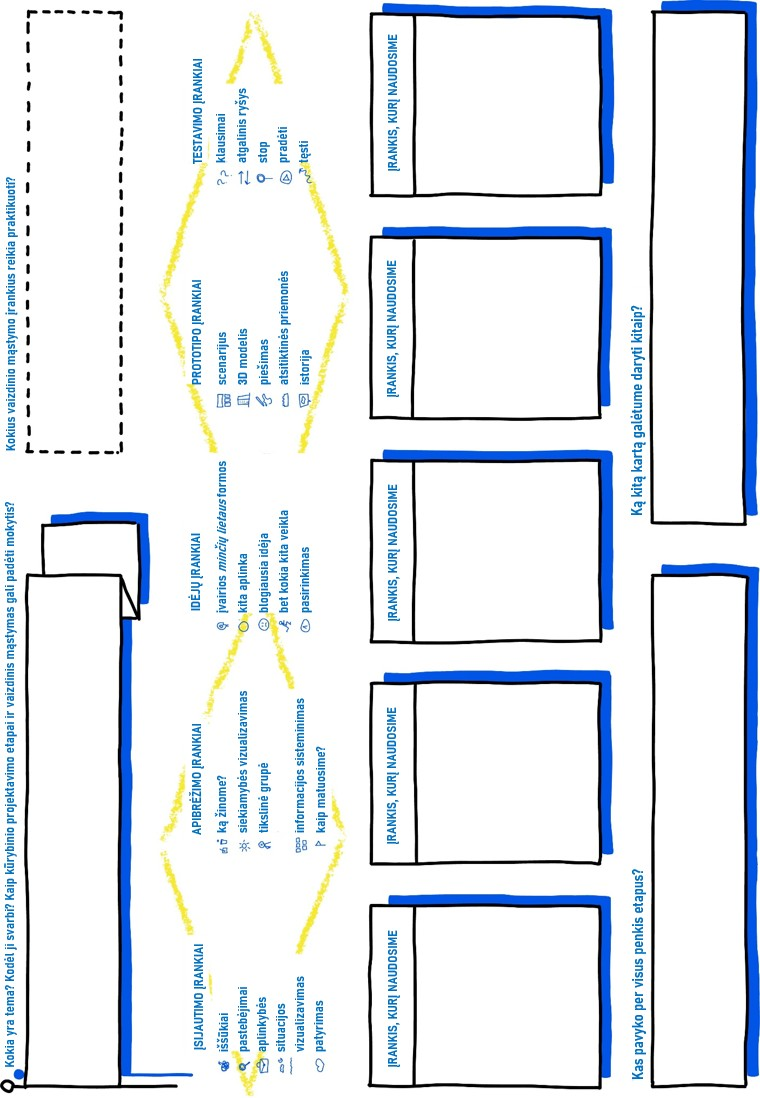 Kokia yra tema? Kodėl ji svarbi? Kaip kūrybinio projektavimo etapai ir vaizdinis mąstymas gali padėti mokytis?
Kokius vaizdinio mąstymo įrankius reikia praktikuoti?
ĮSIJAUTIMO ĮRANKIAI
iššūkiai
pastebėjimai
aplinkybės
situacijos
vizualizavimas
patyrimas
APIBRĖŽIMO ĮRANKIAI
ką žinome?
siekiamybės vizualizavimas
tikslinė grupė
informacijos sisteminimas
kaip matuosime?
IDĖJŲ ĮRANKIAI
įvairios minčių lietaus formos
kita aplinka
blogiausia idėja
bet kokia kita veikla
pasirinkimas
PROTOTIPO ĮRANKIAI
scenarijus
3D modelis
piešimas
atsitiktinės priemonės
istorija
TESTAVIMO ĮRANKIAI
klausimai
atgalinis ryšys
stop
pradėti
tęsti
ĮRANKIS, KURĮ NAUDOSIME
ĮRANKIS, KURĮ NAUDOSIME
ĮRANKIS, KURĮ NAUDOSIME
ĮRANKIS, KURĮ NAUDOSIME
ĮRANKIS, KURĮ NAUDOSIME
Kas pavyko per visus penkis etapus?
Ką kitą kartą galėtume daryti kitaip?